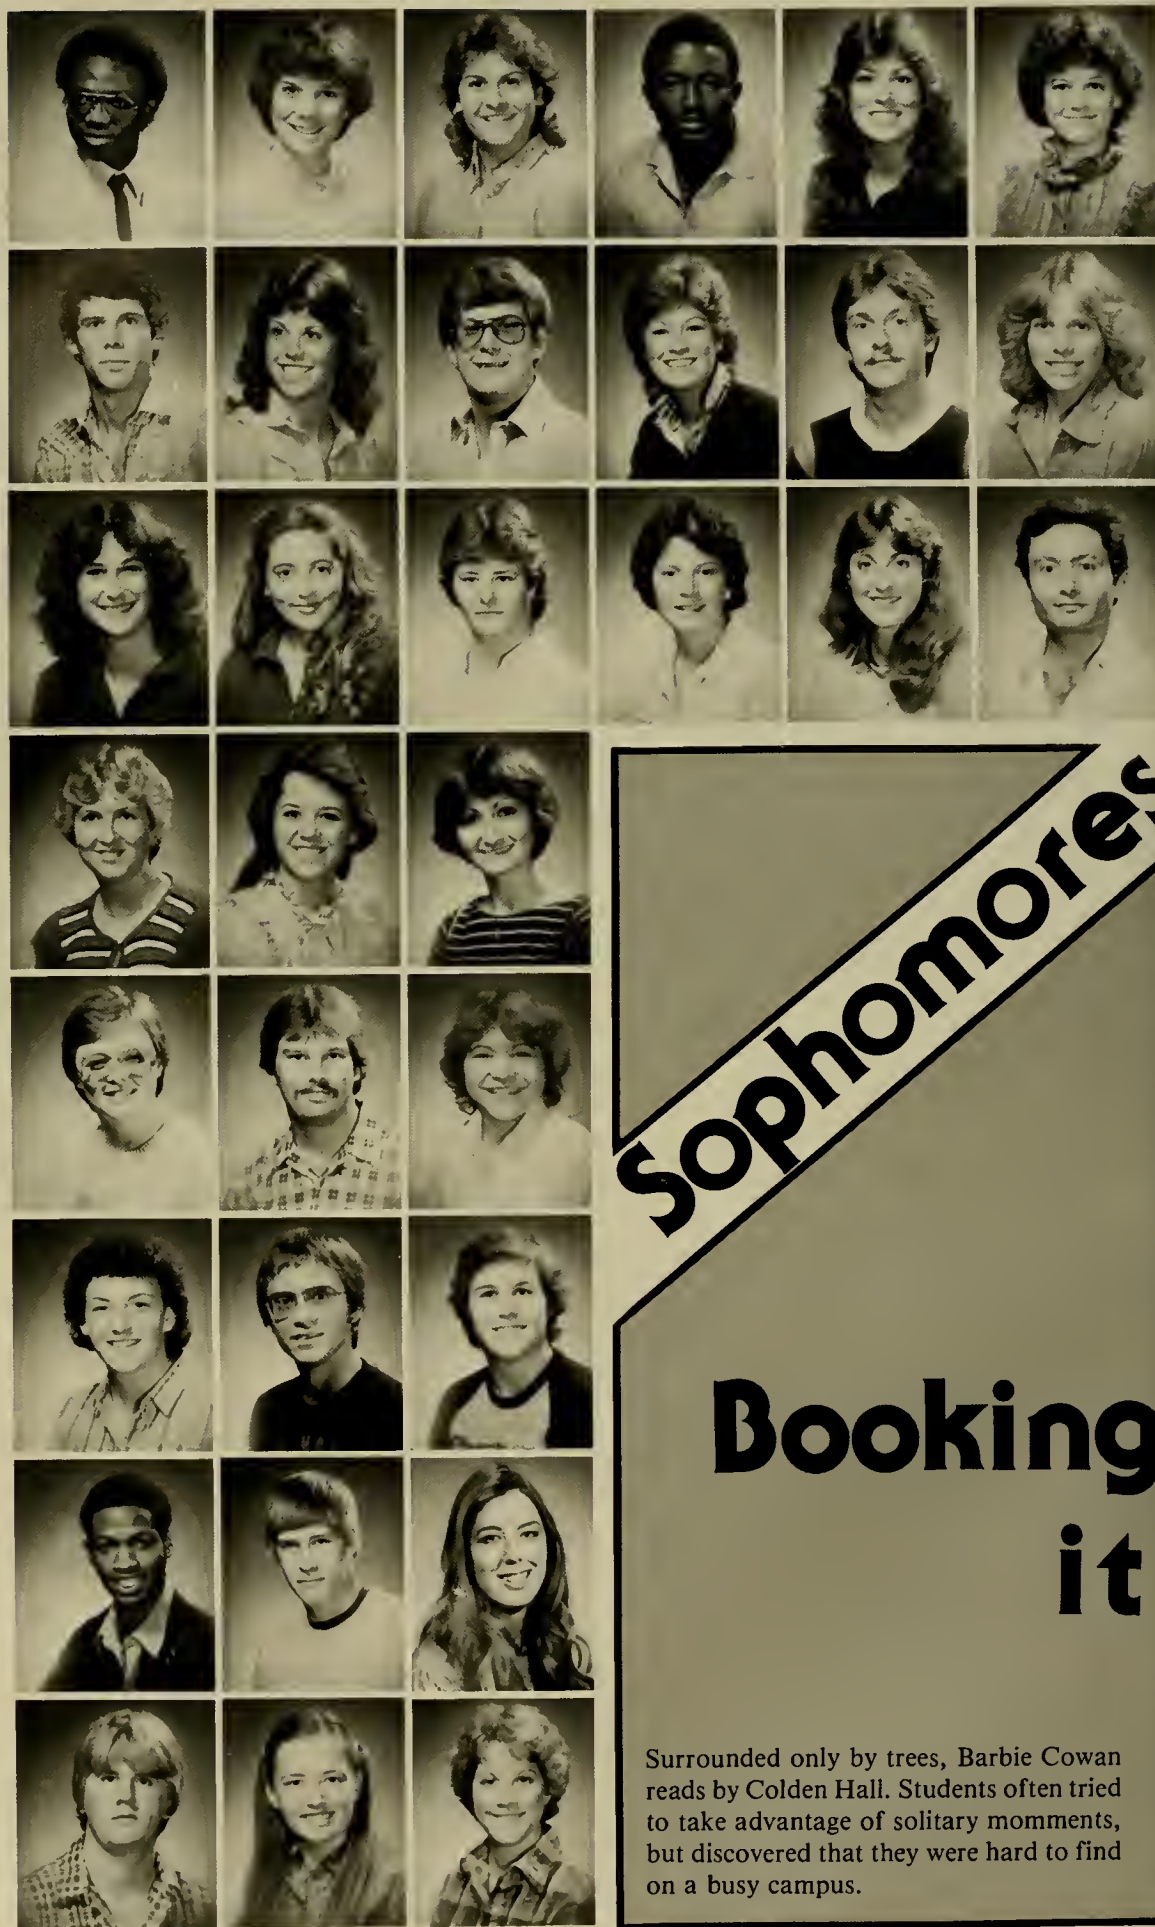 Sophomores
Booking
it
Surrounded only by trees, Barbie Cowan
reads by Colden Hall. Students often tried
to take advantage of solitary momments,
but discovered that they were hard to find
on a busy campus.